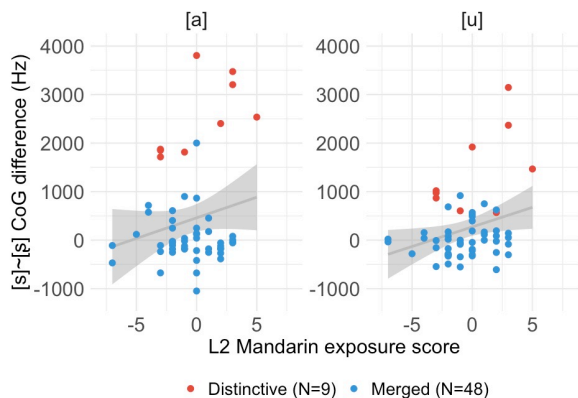 [a] [u]
4000 4000
3000 3000
2000 2000
1000 1000
0 0
-1000 -1000
-5 0 5 -5 0 5
[s]~[s] CoG difference (Hz)
L2 Mandarin exposure score
Distinctive (N=9) Merged (N=48)